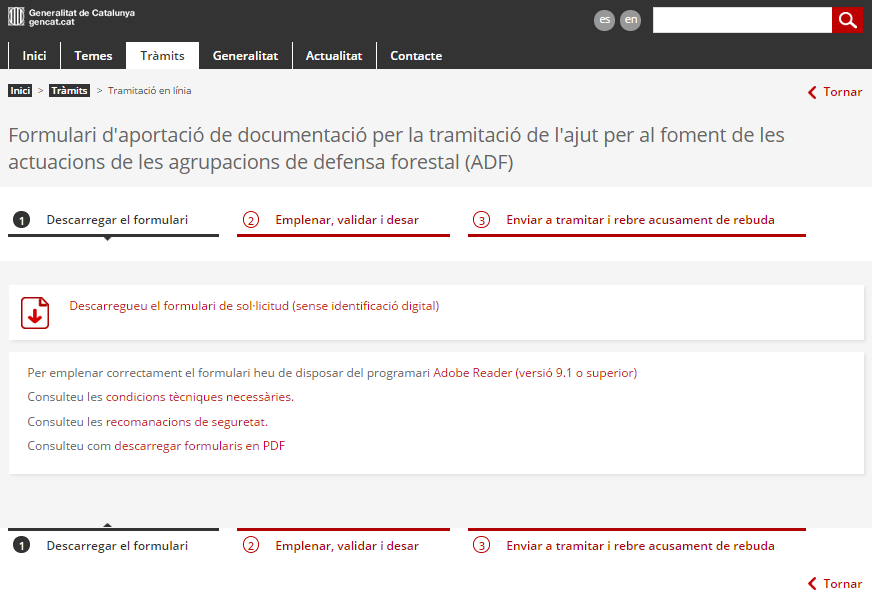 Generalitat de Catalunya
gencat.cat
es en
Inici Temes Tràmits Generalitat Actualitat Contacte
Inici > Tràmits > Tramitació en línia
Tornar
Formulari d'aportació de documentació per la tramitació de l'ajut per al foment de les
actuacions de les agrupacions de defensa forestal (ADF)
1 Descarregar el formulari 2 Emplenar, validar i desar 3 Enviar a tramitar i rebre acusament de rebuda
Descarregueu el formulari de sol·licitud (sense identificació digital)
Per emplenar correctament el formulari heu de disposar del programari Adobe Reader (versió 9.1 o superior)
Consulteu les condicions tècniques necessàries.
Consulteu les recomanacions de seguretat.
Consulteu com descarregar formularis en PDF
1 Descarregar el formulari 2 Emplenar, validar i desar 3 Enviar a tramitar i rebre acusament de rebuda
Tornar